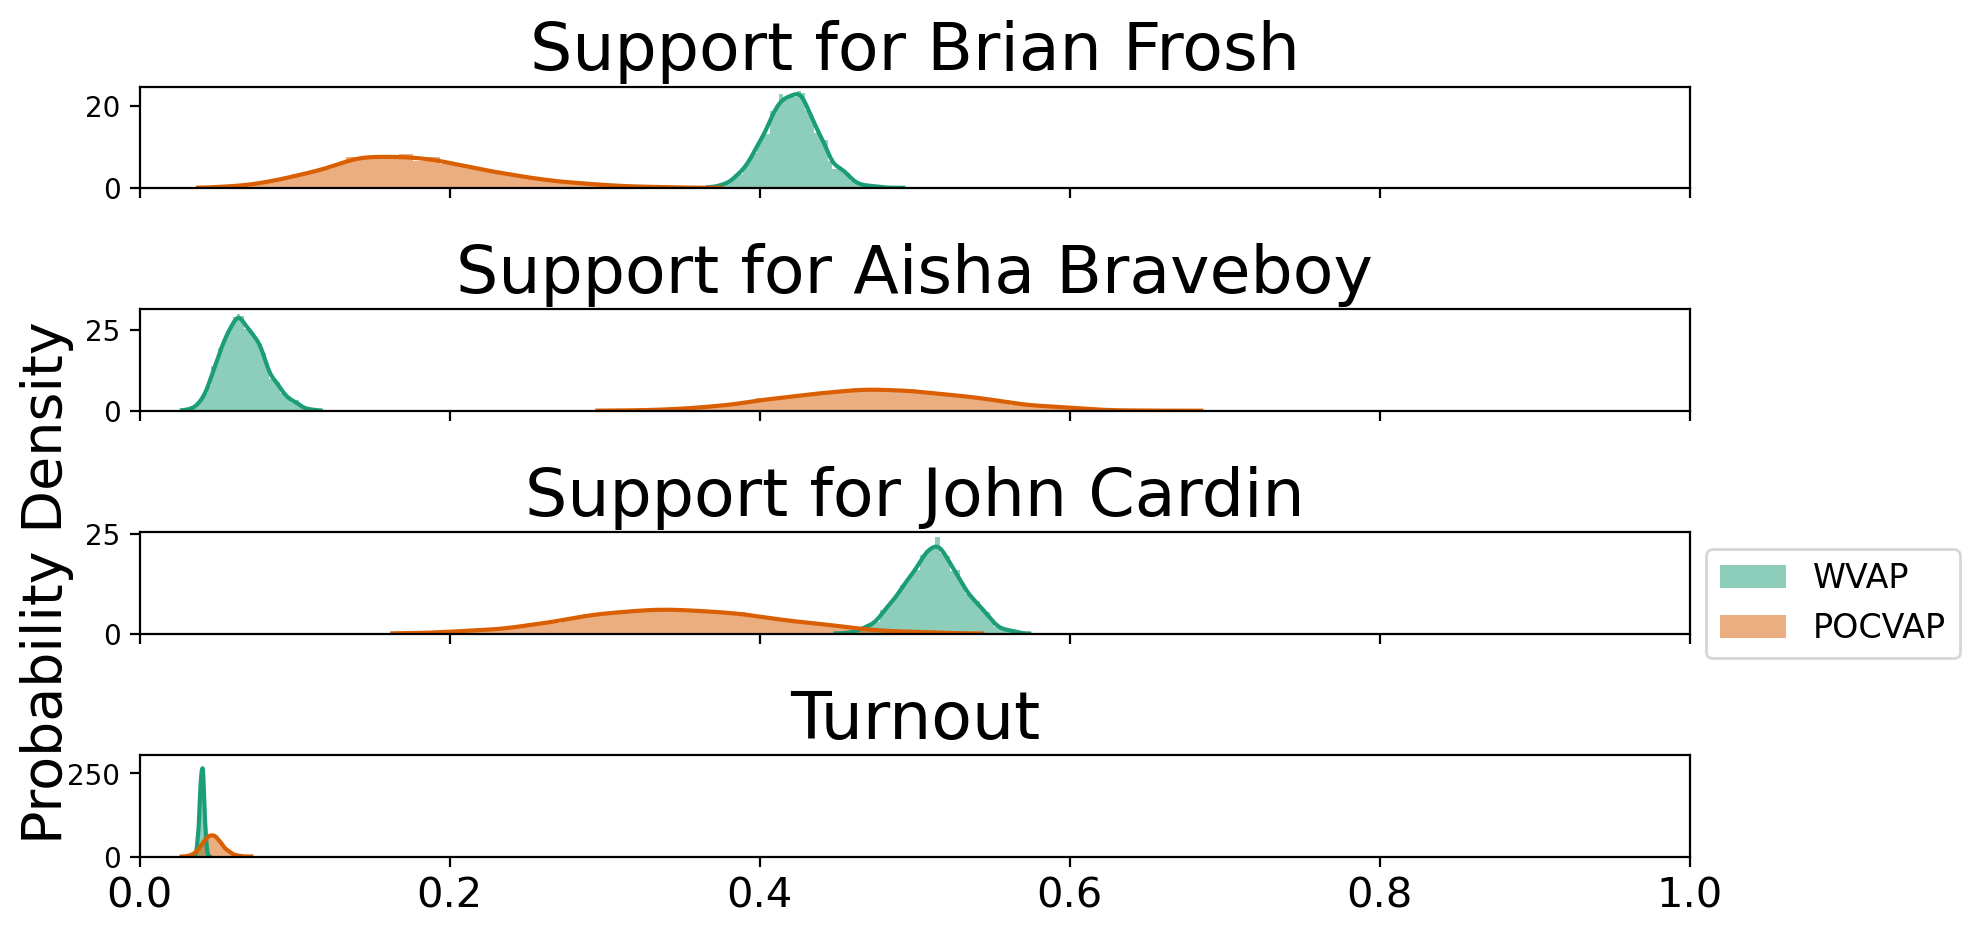 Support for Brian Frosh
20
0
Support for Aisha Braveboy
25
0
Support for John Cardin
25
0
Turnout
250
0
0.0 0.2 0.4 0.6 0.8 1.0
Probability Density
WVAP
POCVAP